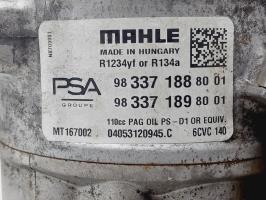 MAHLE
MADE IN HUNGARY
R1234yf or R134a
PSA
GROUPE
98 337 188 80 01
98 337 189 80 01
110cc PAG OIL PS - D1 OR EQUIV.
MT167002 04053120945.C 6CVC 140